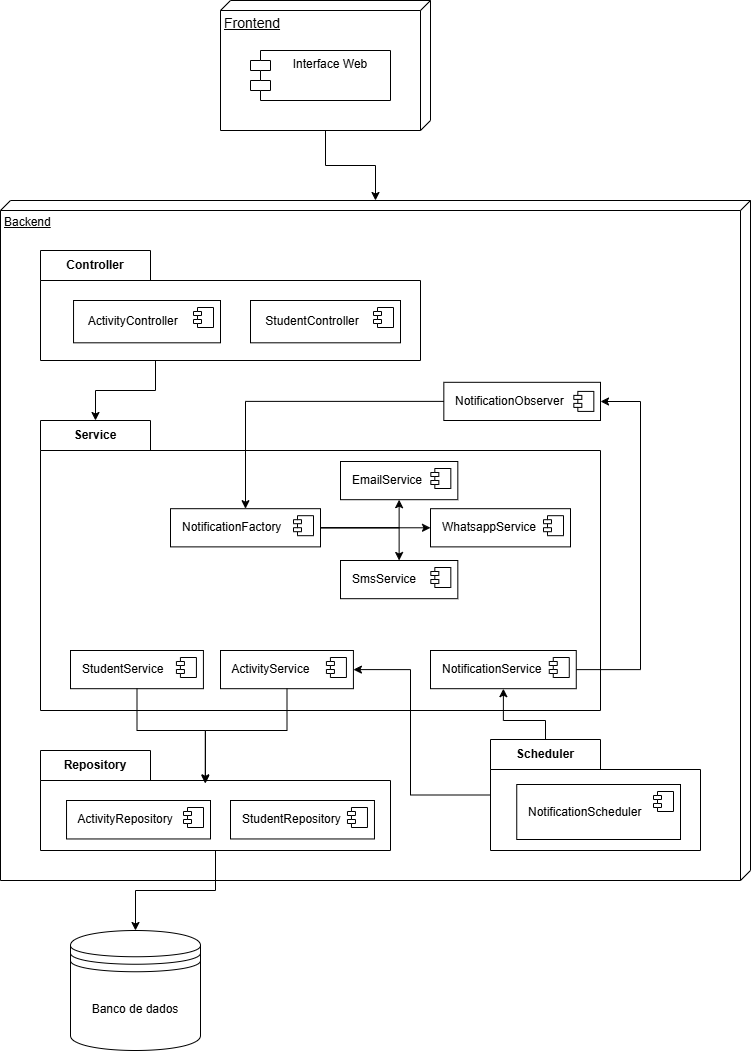 Frontend
Interface Web
Backend
Controller
ActivityController
StudentController
NotificationObserver
Service
EmailService
NotificationFactory
WhatsappService
SmsService
StudentService
ActivityService
NotificationService
Repository
Scheduler
ActivityRepository
StudentRepository
NotificationScheduler
Banco de dados